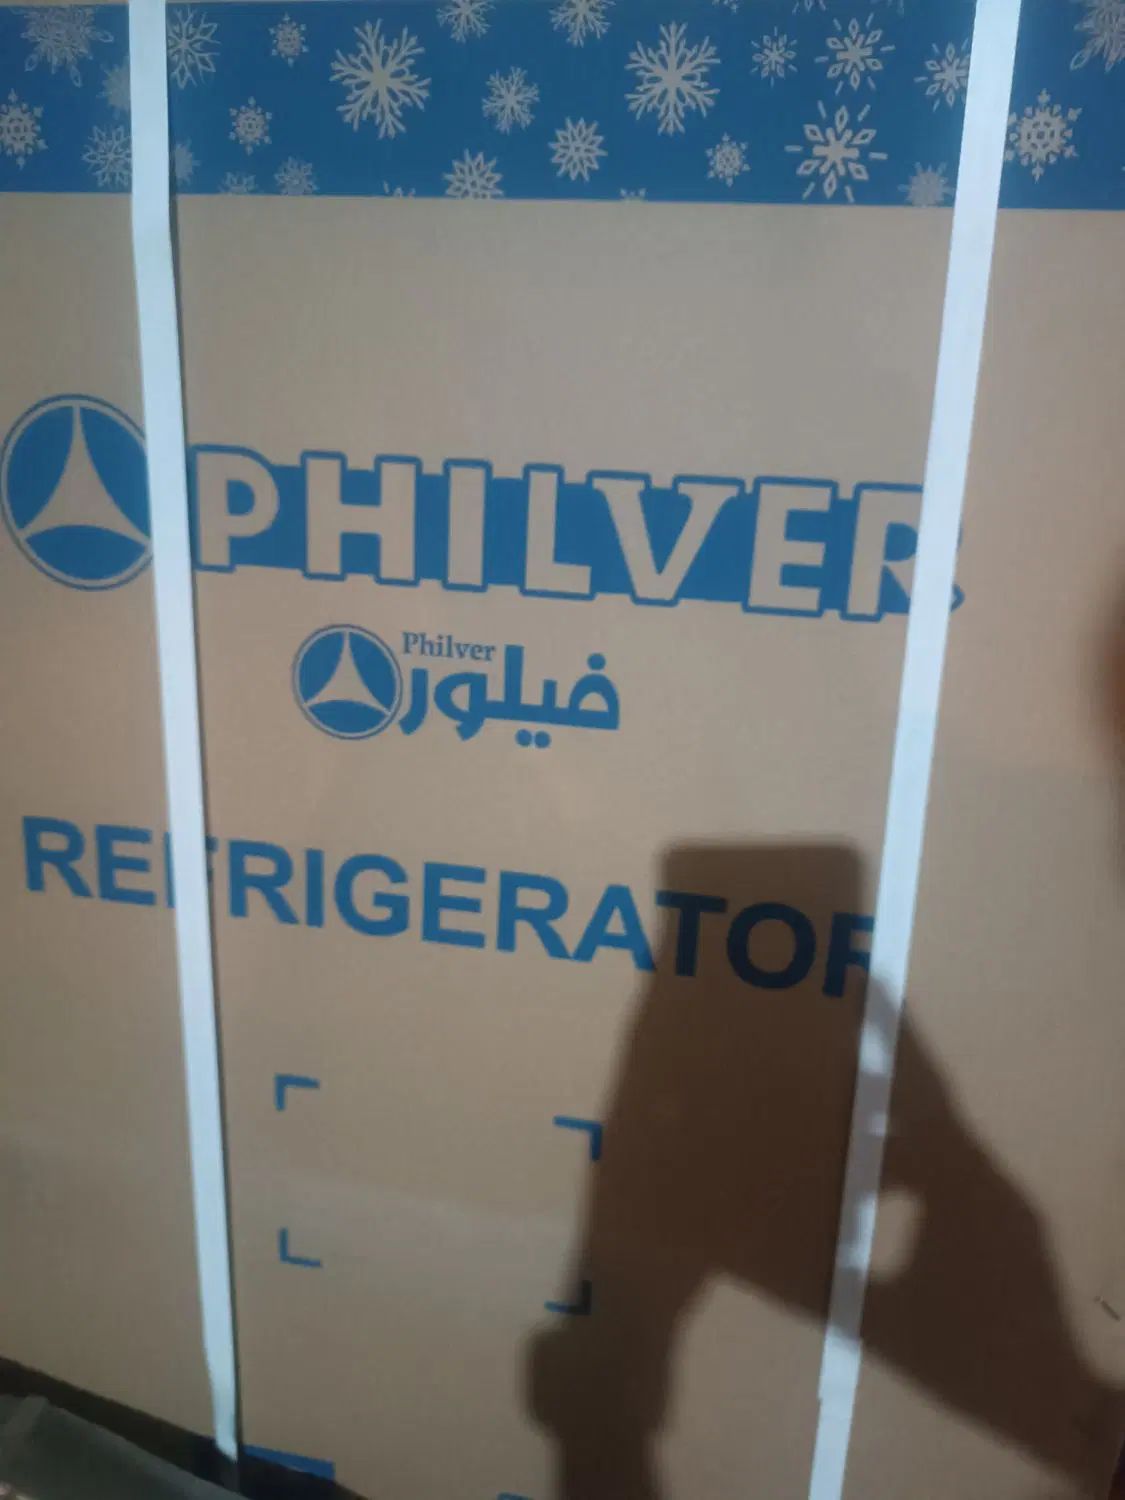 PHILVER
Philver
فيلور
REFRIGERATOR